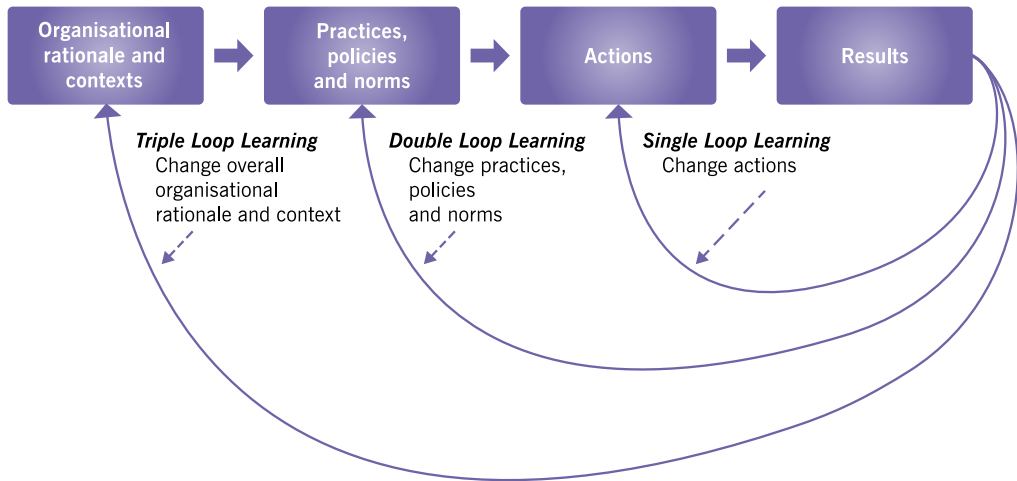 Organisational
rationale and
contexts
Practices,
policies
and norms
Actions
Results
Triple Loop Learning
Change overall
organisational
rationale and context
Double Loop Learning
Change practices,
policies
and norms
Single Loop Learning
Change actions